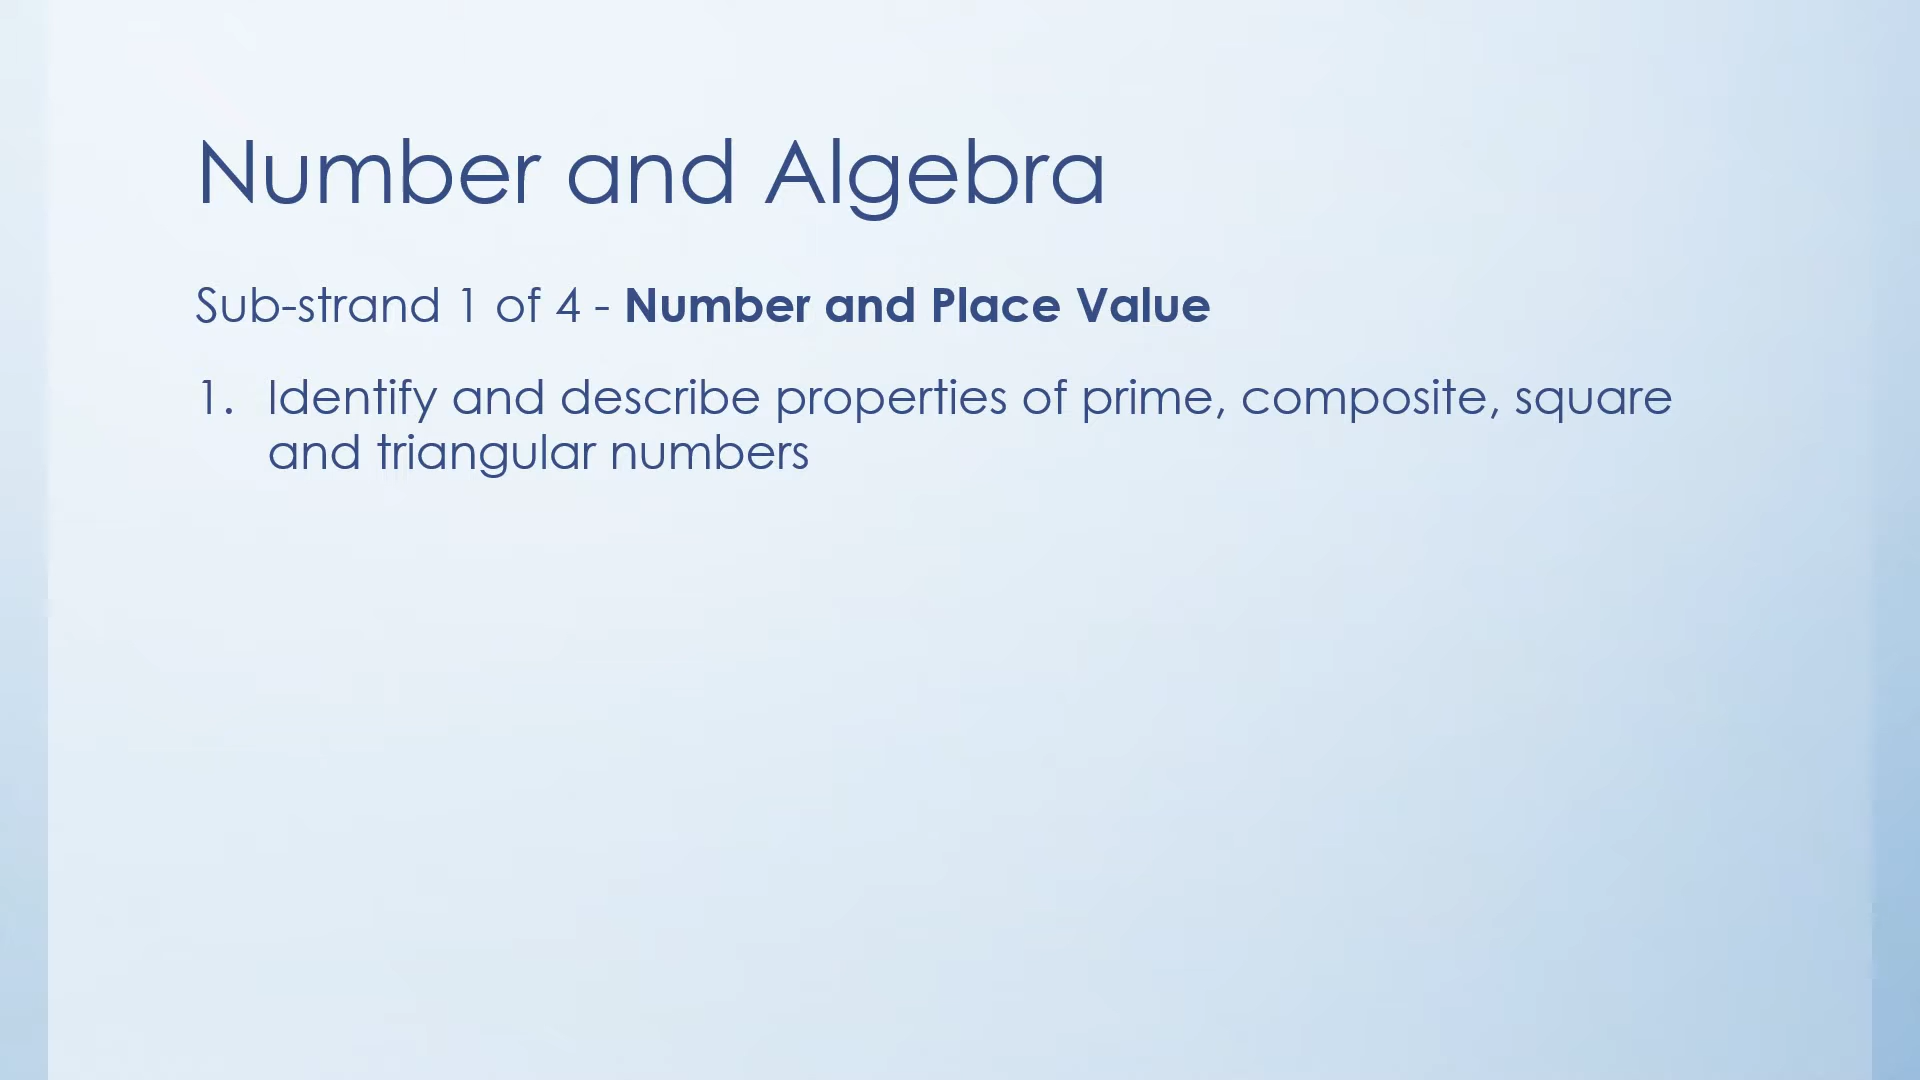 Number and Algebra
Sub-strand 1 of 4 - Number and Place Value
1. Identify and describe properties of prime, composite, square
and triangular numbers